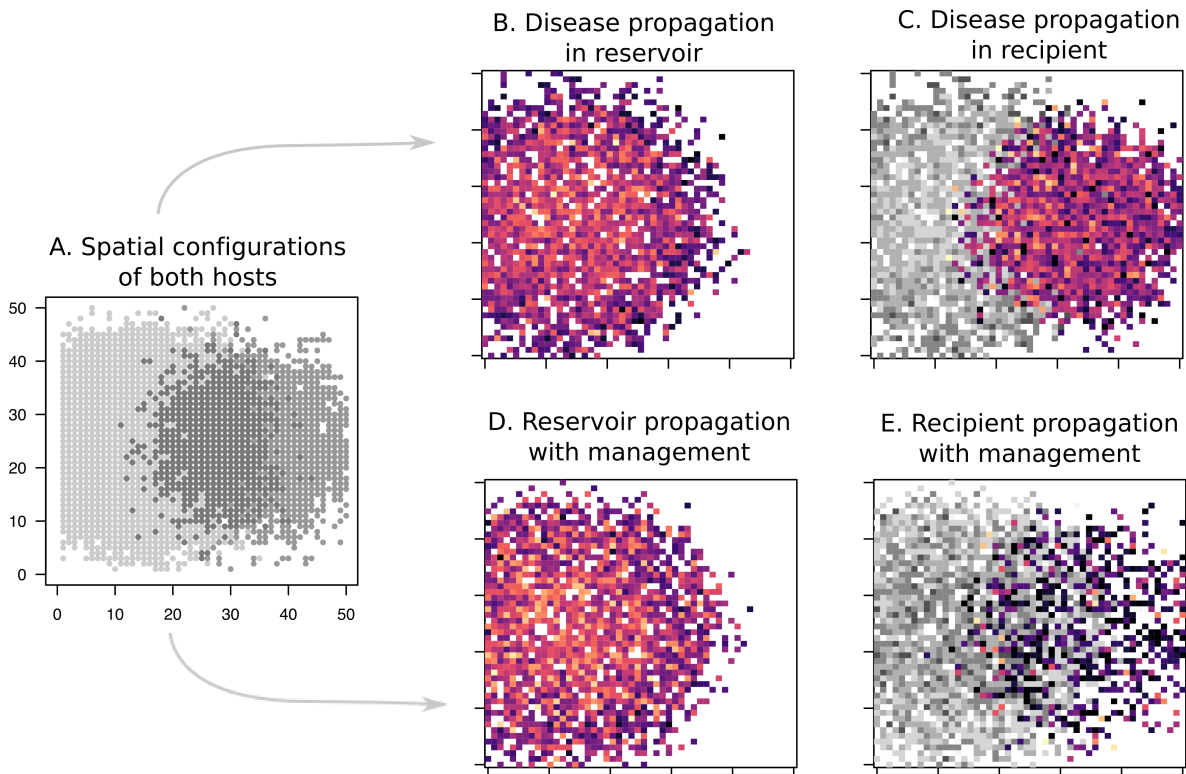 B. Disease propagation
in reservoir
C. Disease propagation
in recipient
A. Spatial configurations
of both hosts
50
40
30
20
10
0
0 10 20 30 40 50
D. Reservoir propagation
with management
E. Recipient propagation
with management